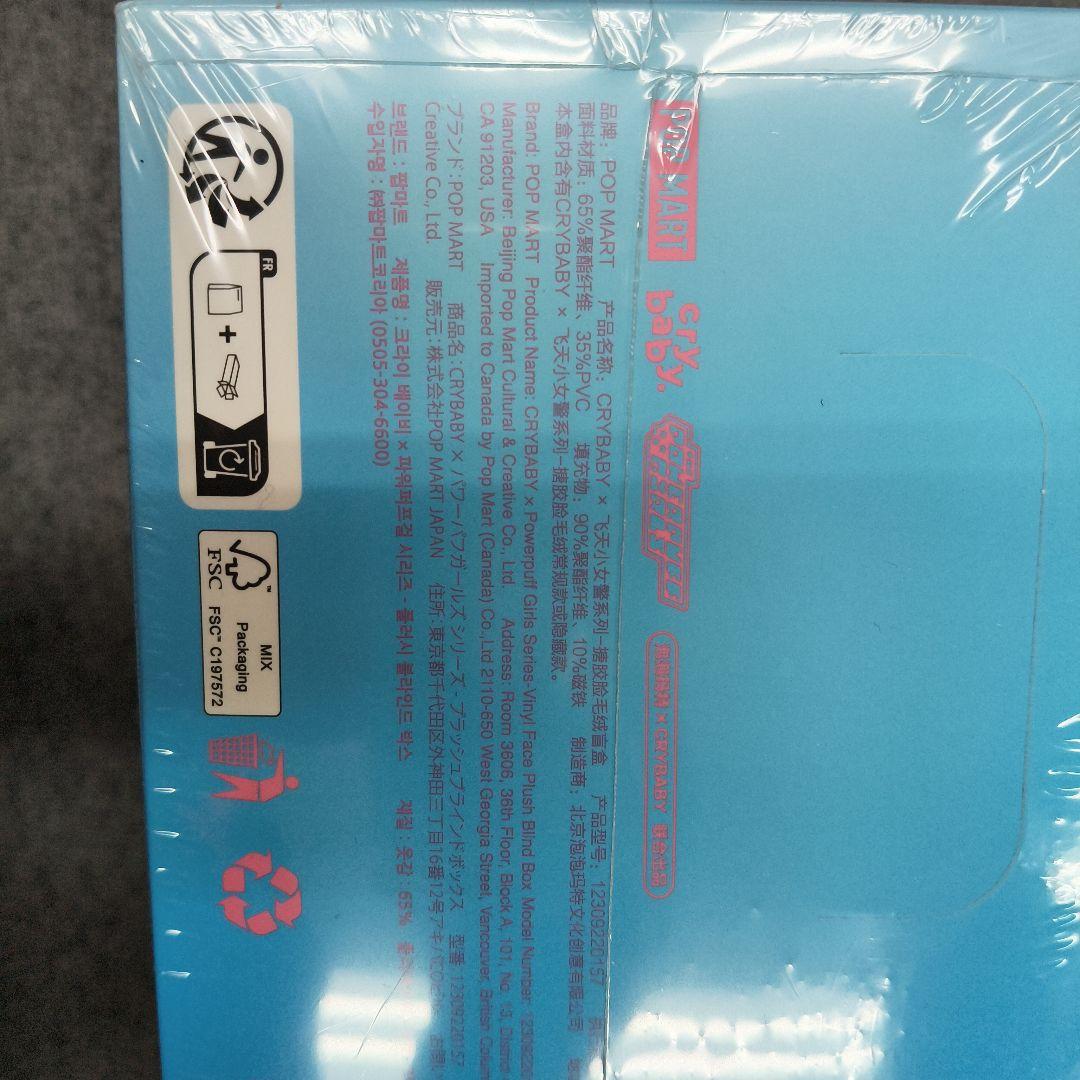 POP MART
cry
baby.
泡泡玛特×CRYBABY 联合出品
品牌：POP MART 产品名称：CRYBABY × 飞天小女警系列-搪胶脸毛绒盲盒 产品型号：1230922015​7
面料材质：65%聚酯纤维、35%PVC 填充物：90%聚酯纤维、10%磁铁 制造商：北京泡泡玛特文化创意有限公司
本盒内含有CRYBABY × 飞天小女警系列-搪胶脸毛绒常规款或隐藏款。
Brand: POP MART Product Name: CRYBABY × Powerpuff Girls Series-Vinyl Face Plush Blind Box Model Number:
Manufacturer: Beijing Pop Mart Cultural & Creative Co., Ltd. Address: Room 3606, 36th Floor, Block A, 101, No. 13,
CA 91203, USA Imported to Canada by Pop Mart (Canada) Co.,Ltd 2110-650 West Georgia Street, Vancouver, British
ブランド：POP MART 商品名：CRYBABY × パワーパフガールズ シリーズ - プラッシュブラインドボックス 型番：12309220157
Creative Co., Ltd. 販売元：株式会社POP MART JAPAN 住所：東京都千代田区外神田三丁目16番12号
브랜드 : 팝마트 제품명 : 크라이 베이비 × 파워퍼프걸 시리즈 - 플러시 블라인드 박스 재질 : 옷감 : 65%
수입자명 : ㈜팝마트코리아 (0505-304-6600)
FR
+
FSC
MIX
Packaging
FSC™ C197572